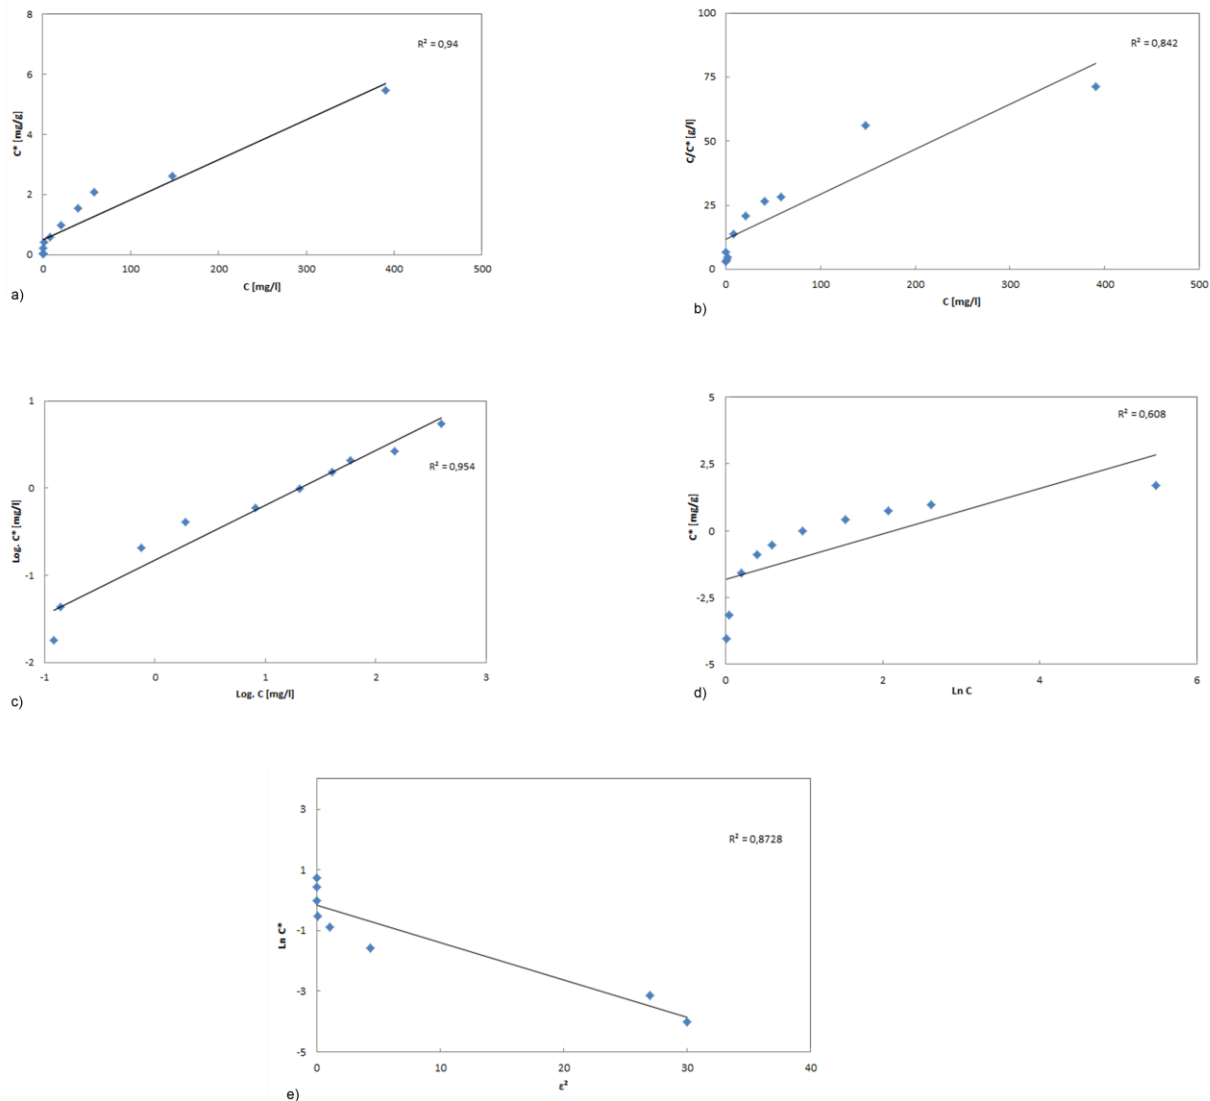 8
6
4
2
0
C* [mg/g]
R² = 0,94
0 100 200 300 400 500
C [mg/l]
a)
100
75
50
25
0
C/C* [g/l]
R² = 0,842
0 100 200 300 400 500
C [mg/l]
b)
1
0
-1
-2
Log. C* [mg/l]
R² = 0,954
-1 0 1 2 3
Log. C [mg/l]
c)
5
2,5
0
-2,5
-5
C* [mg/g]
R² = 0,608
0 2 4 6
Ln C
d)
3
1
-1
-3
-5
Ln C*
R² = 0,8728
0 10 20 30 40
ε²
e)